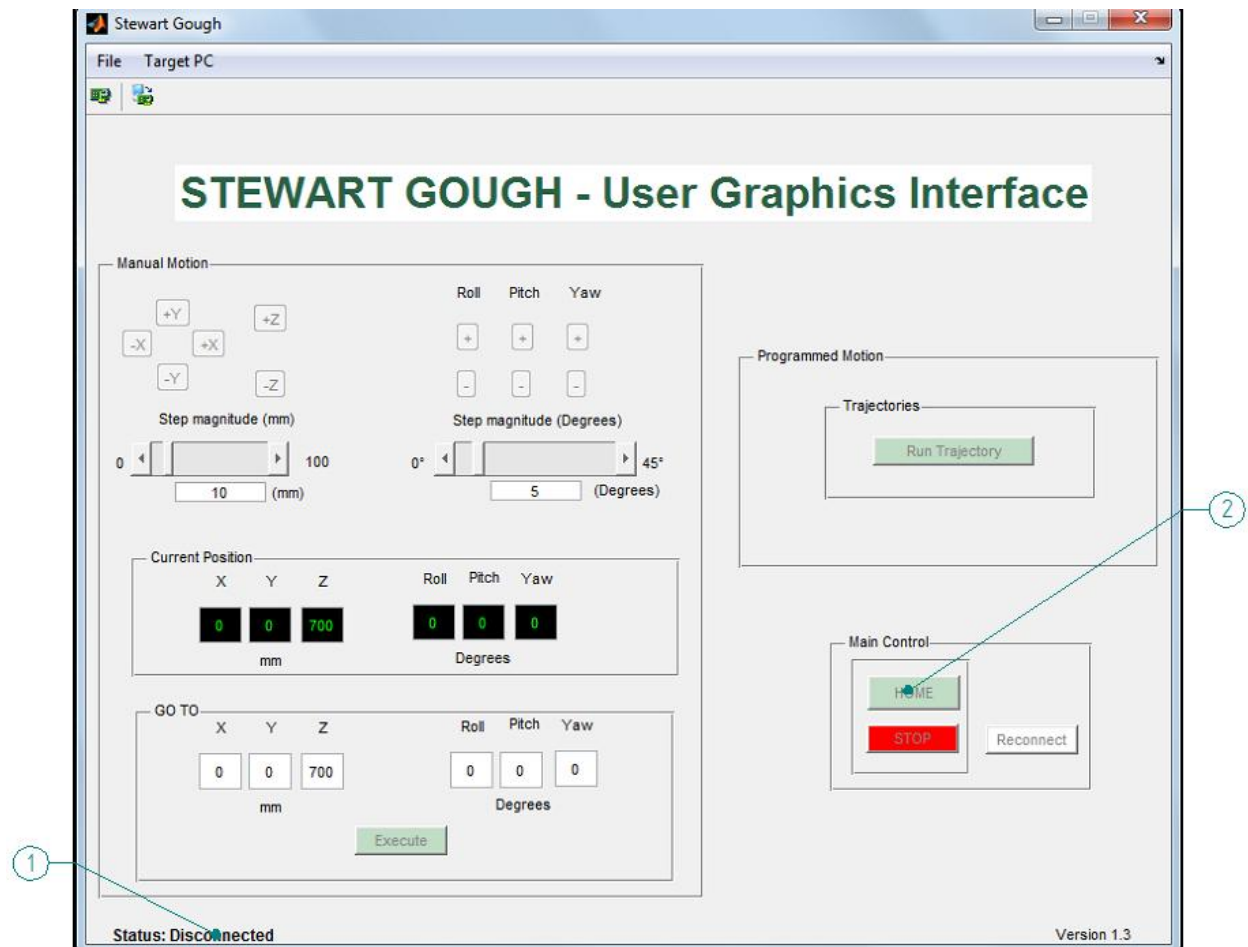 Stewart Gough
File Target PC
STEWART GOUGH - User Graphics Interface
Manual Motion
Roll Pitch Yaw
+Y
+Z
-X
+X
-Y
-Z
+ + +
- - -
Step magnitude (mm)
Step magnitude (Degrees)
0
100
0°
45°
10 (mm)
5 (Degrees)
Current Position
X Y Z Roll Pitch Yaw
0 0 700 0 0 0
mm Degrees
GO TO
X Y Z Roll Pitch Yaw
0 0 700 0 0 0
mm Degrees
Execute
Programmed Motion
Trajectories
Run Trajectory
2
Main Control
HOME
STOP
Reconnect
1
Status: Disconnected
Version 1.3